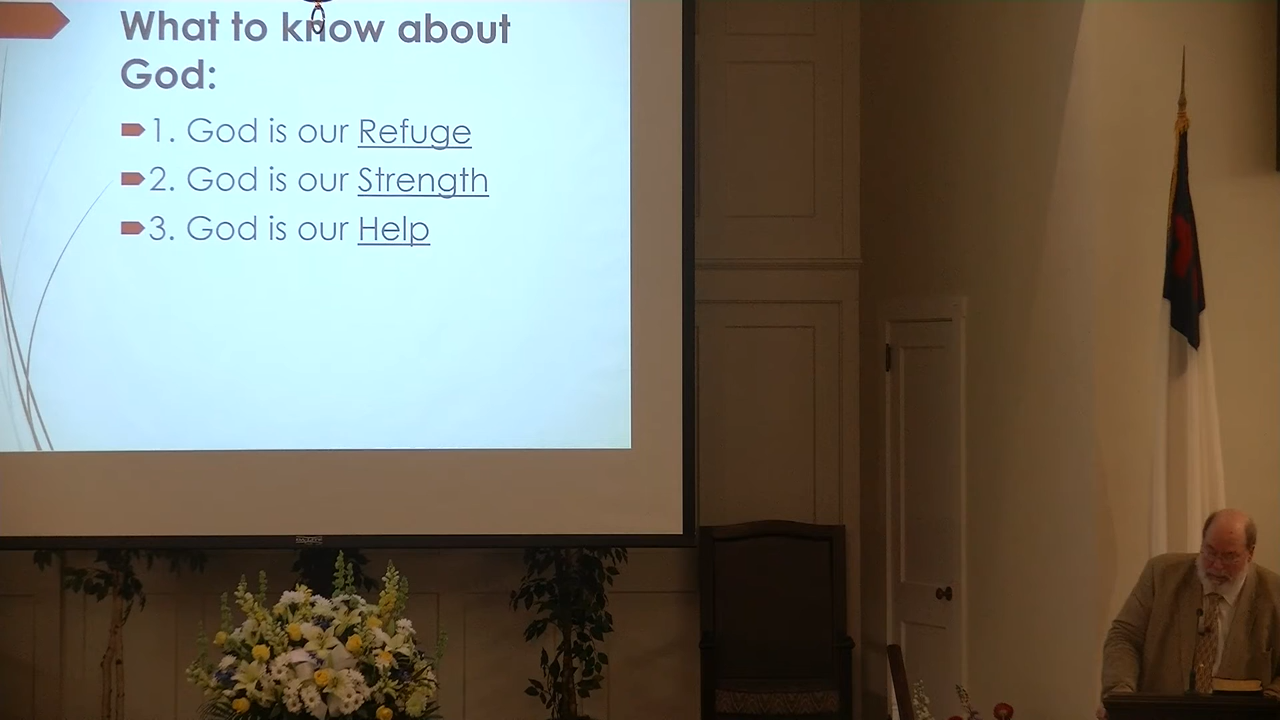 What to know about
God:
1. God is our Refuge
2. God is our Strength
3. God is our Help